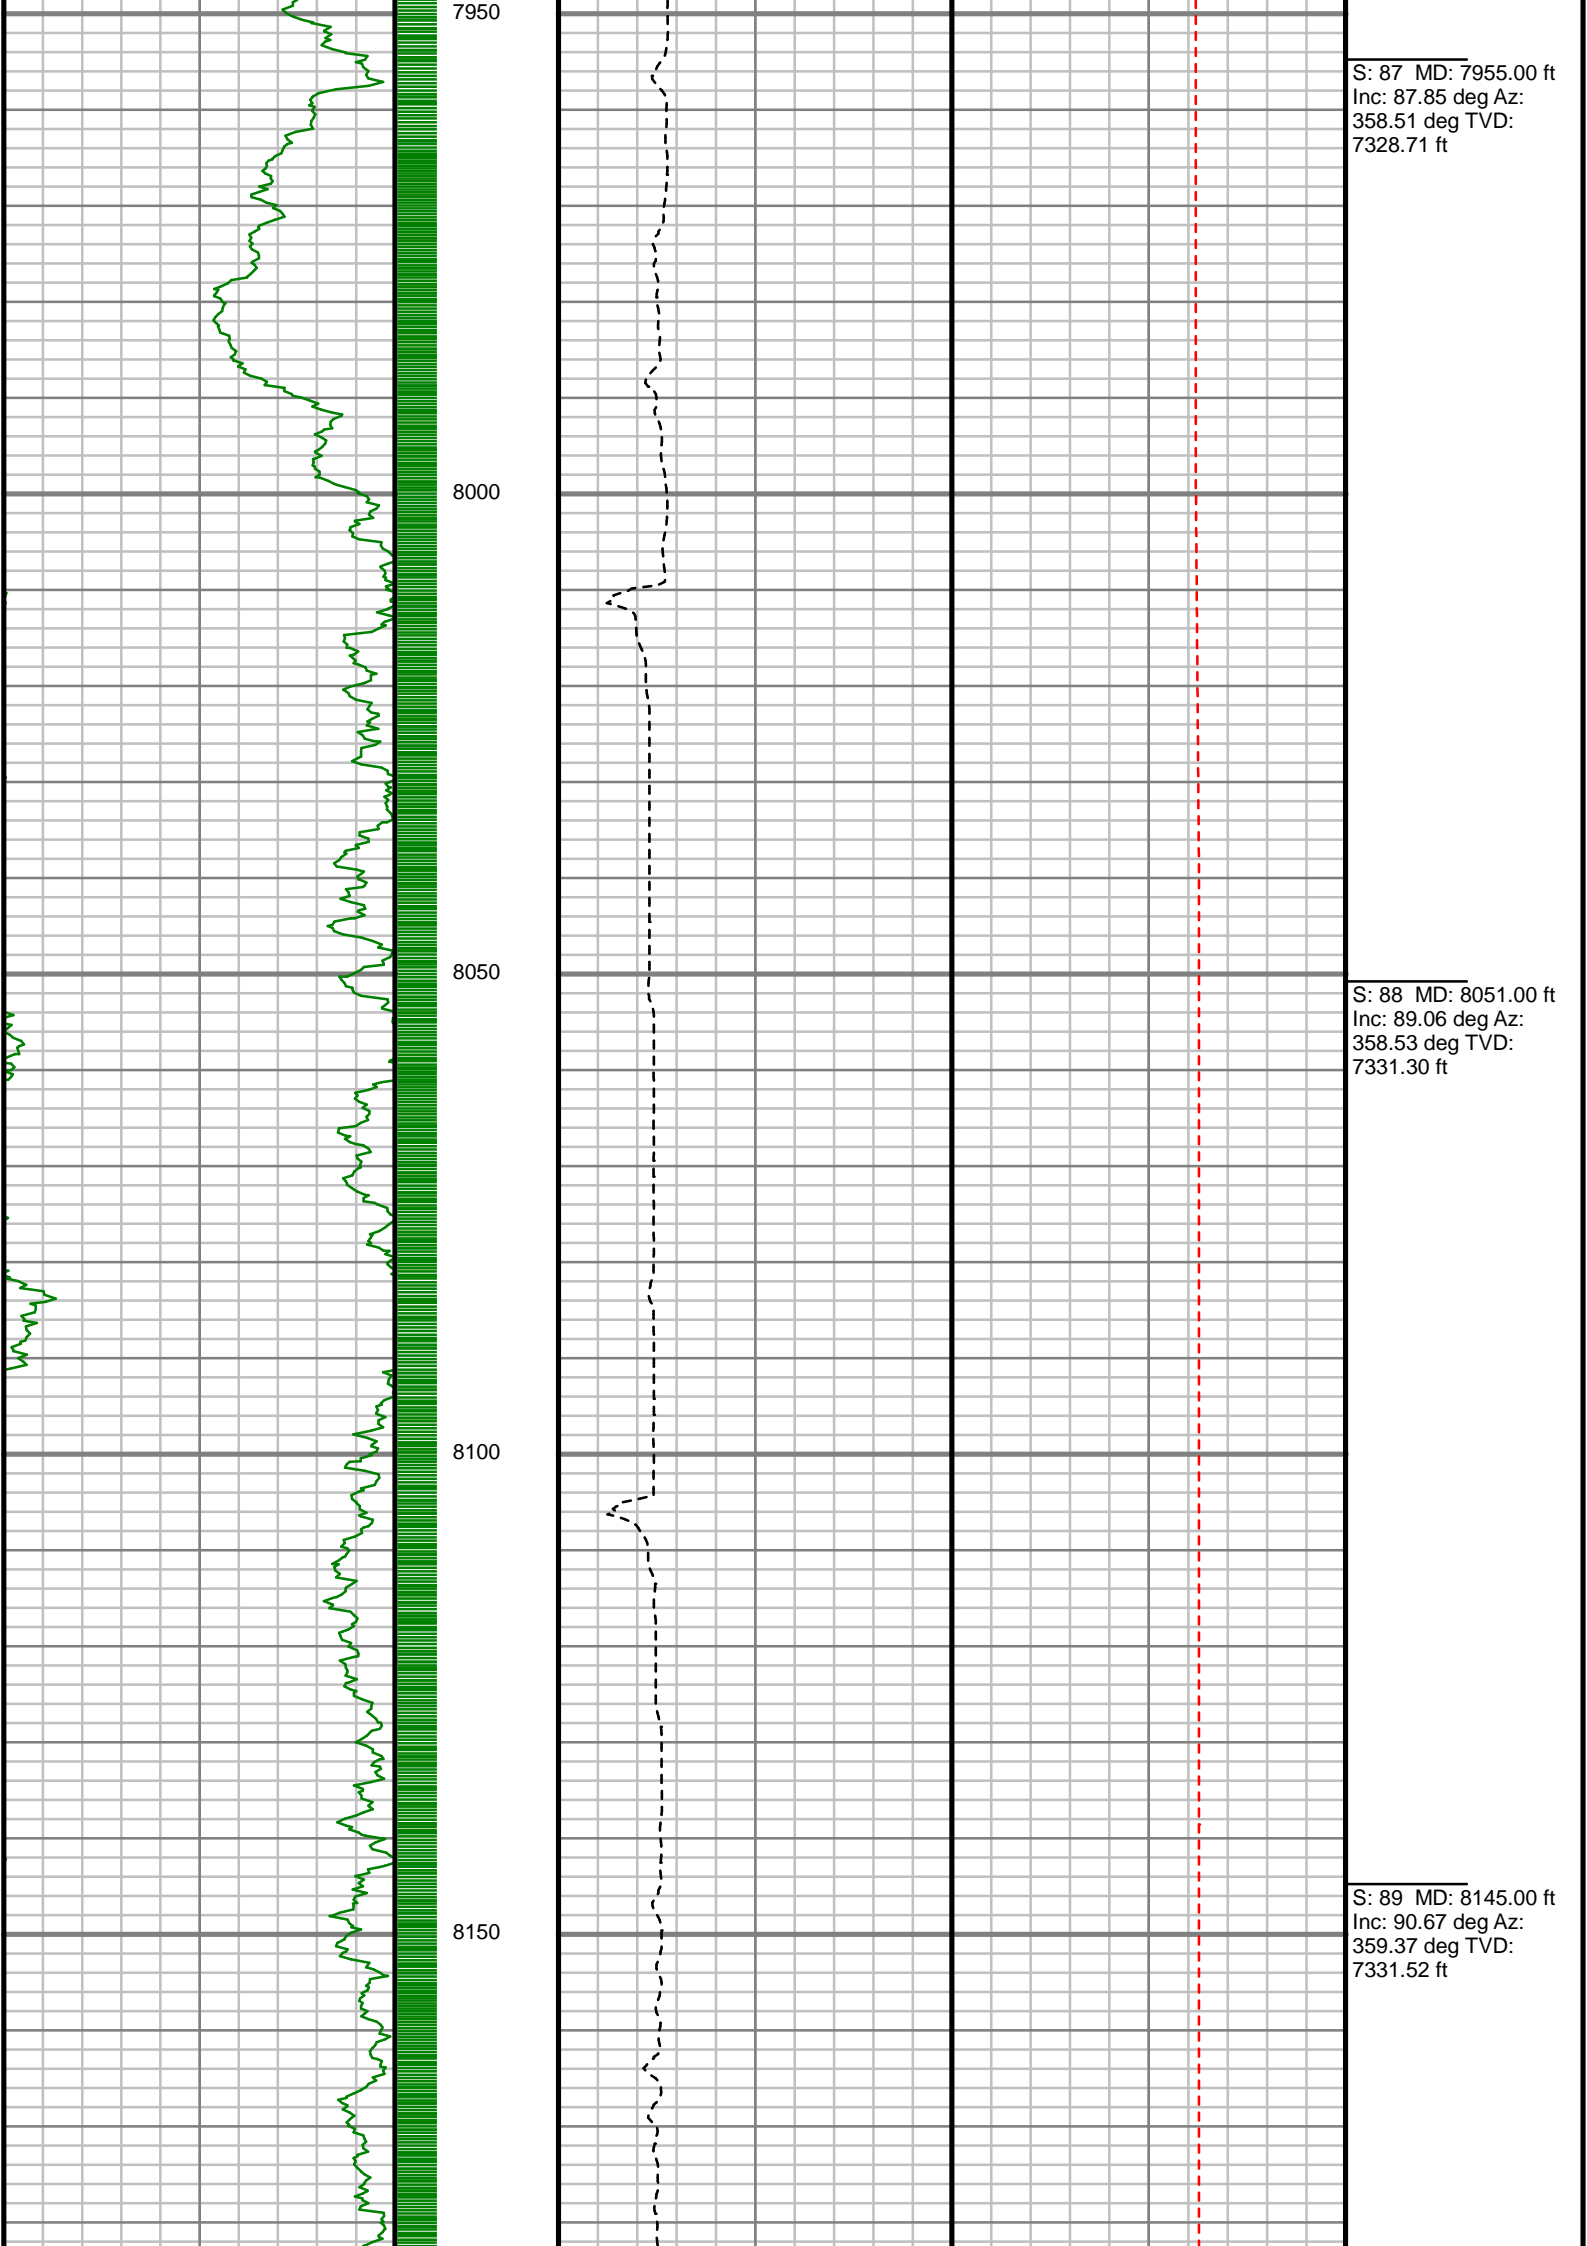 7950
S: 87 MD: 7955.00 ft
Inc: 87.85 deg Az:
358.51 deg TVD:
7328.71 ft
8000
8050
S: 88 MD: 8051.00 ft
Inc: 89.06 deg Az:
358.53 deg TVD:
7331.30 ft
8100
S: 89 MD: 8145.00 ft
Inc: 90.67 deg Az:
359.37 deg TVD:
7331.52 ft
8150